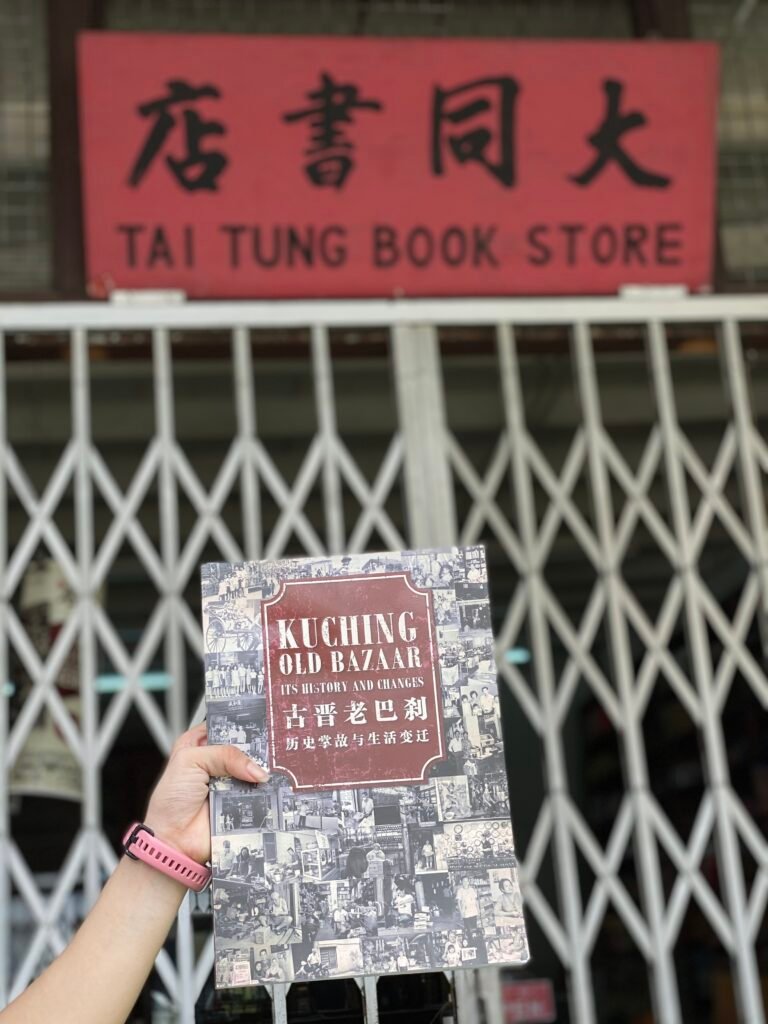 大同書店
TAI TUNG BOOK STORE
KUCHING
OLD BAZAAR
ITS HISTORY AND CHANGES
古晋老巴刹
历史掌故与生活变迁